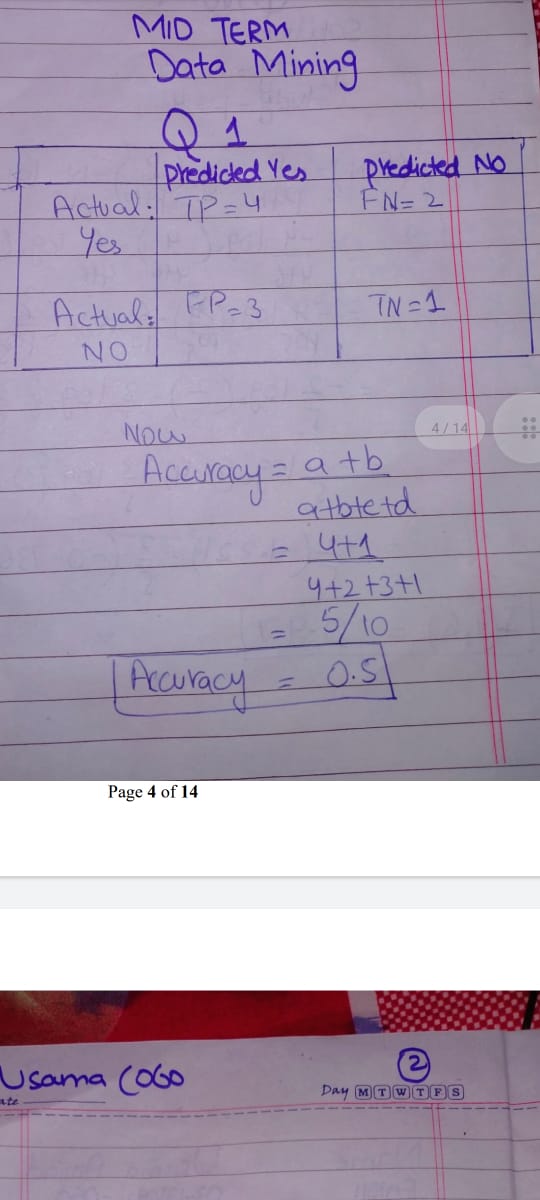 MID TERM
Data Mining
Q 1
Predicted Yes Predicted No
Actual: TP=4 FN=2
Yes
Actual: FP=3 TN=1
NO
4/14
Now
Accuracy = a+b
a+b+c+d
= 4+1
4+2+3+1
= 5/10
Accuracy = 0.5
Page 4 of 14
Usama (060
2
ate Day M T W T F S